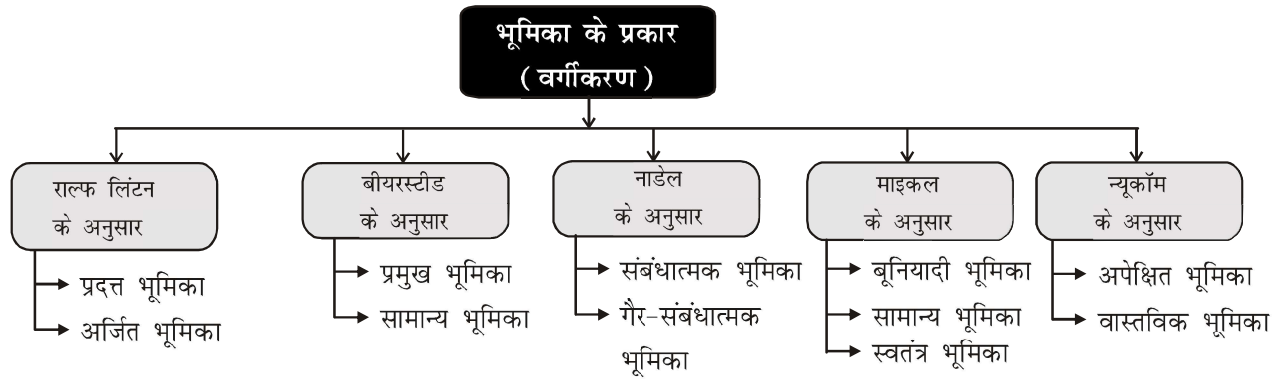 भूमिका के प्रकार
( वर्गीकरण )
राल्फ लिंटन
के अनुसार
प्रदत्त भूमिका
अर्जित भूमिका
बीयरस्टीड
के अनुसार
प्रमुख भूमिका
सामान्य भूमिका
नाडेल
के अनुसार
संबंधात्मक भूमिका
गैर-संबंधात्मक
भूमिका
माइकल
के अनुसार
बूनियादी भूमिका
सामान्य भूमिका
स्वतंत्र भूमिका
न्यूकॉम
के अनुसार
अपेक्षित भूमिका
वास्तविक भूमिका